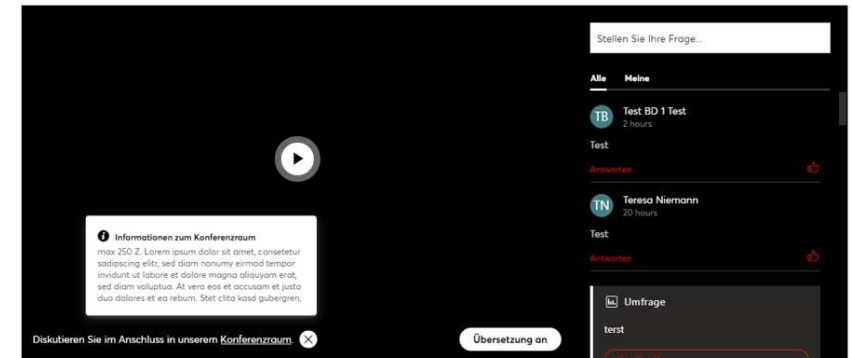 Stellen Sie Ihre Frage...
Alle Meine
TB Test BD 1 Test
2 hours
Test
Antworten
TN Teresa Niemann
20 hours
Test
Antworten
Umfrage
terst
Informationen zum Konferenzraum
max 250 Z. Lorem ipsum dolor sit amet, consetetur
sadipscing elitr, sed diam nonumy eirmod tempor
invidunt ut labore et dolore magna aliquyam erat,
sed diam voluptua. At vero eos et accusam et justo
duo dolores et ea rebum. Stet clita kasd gubergren,
Diskutieren Sie im Anschluss in unserem Konferenzraum.
Übersetzung an